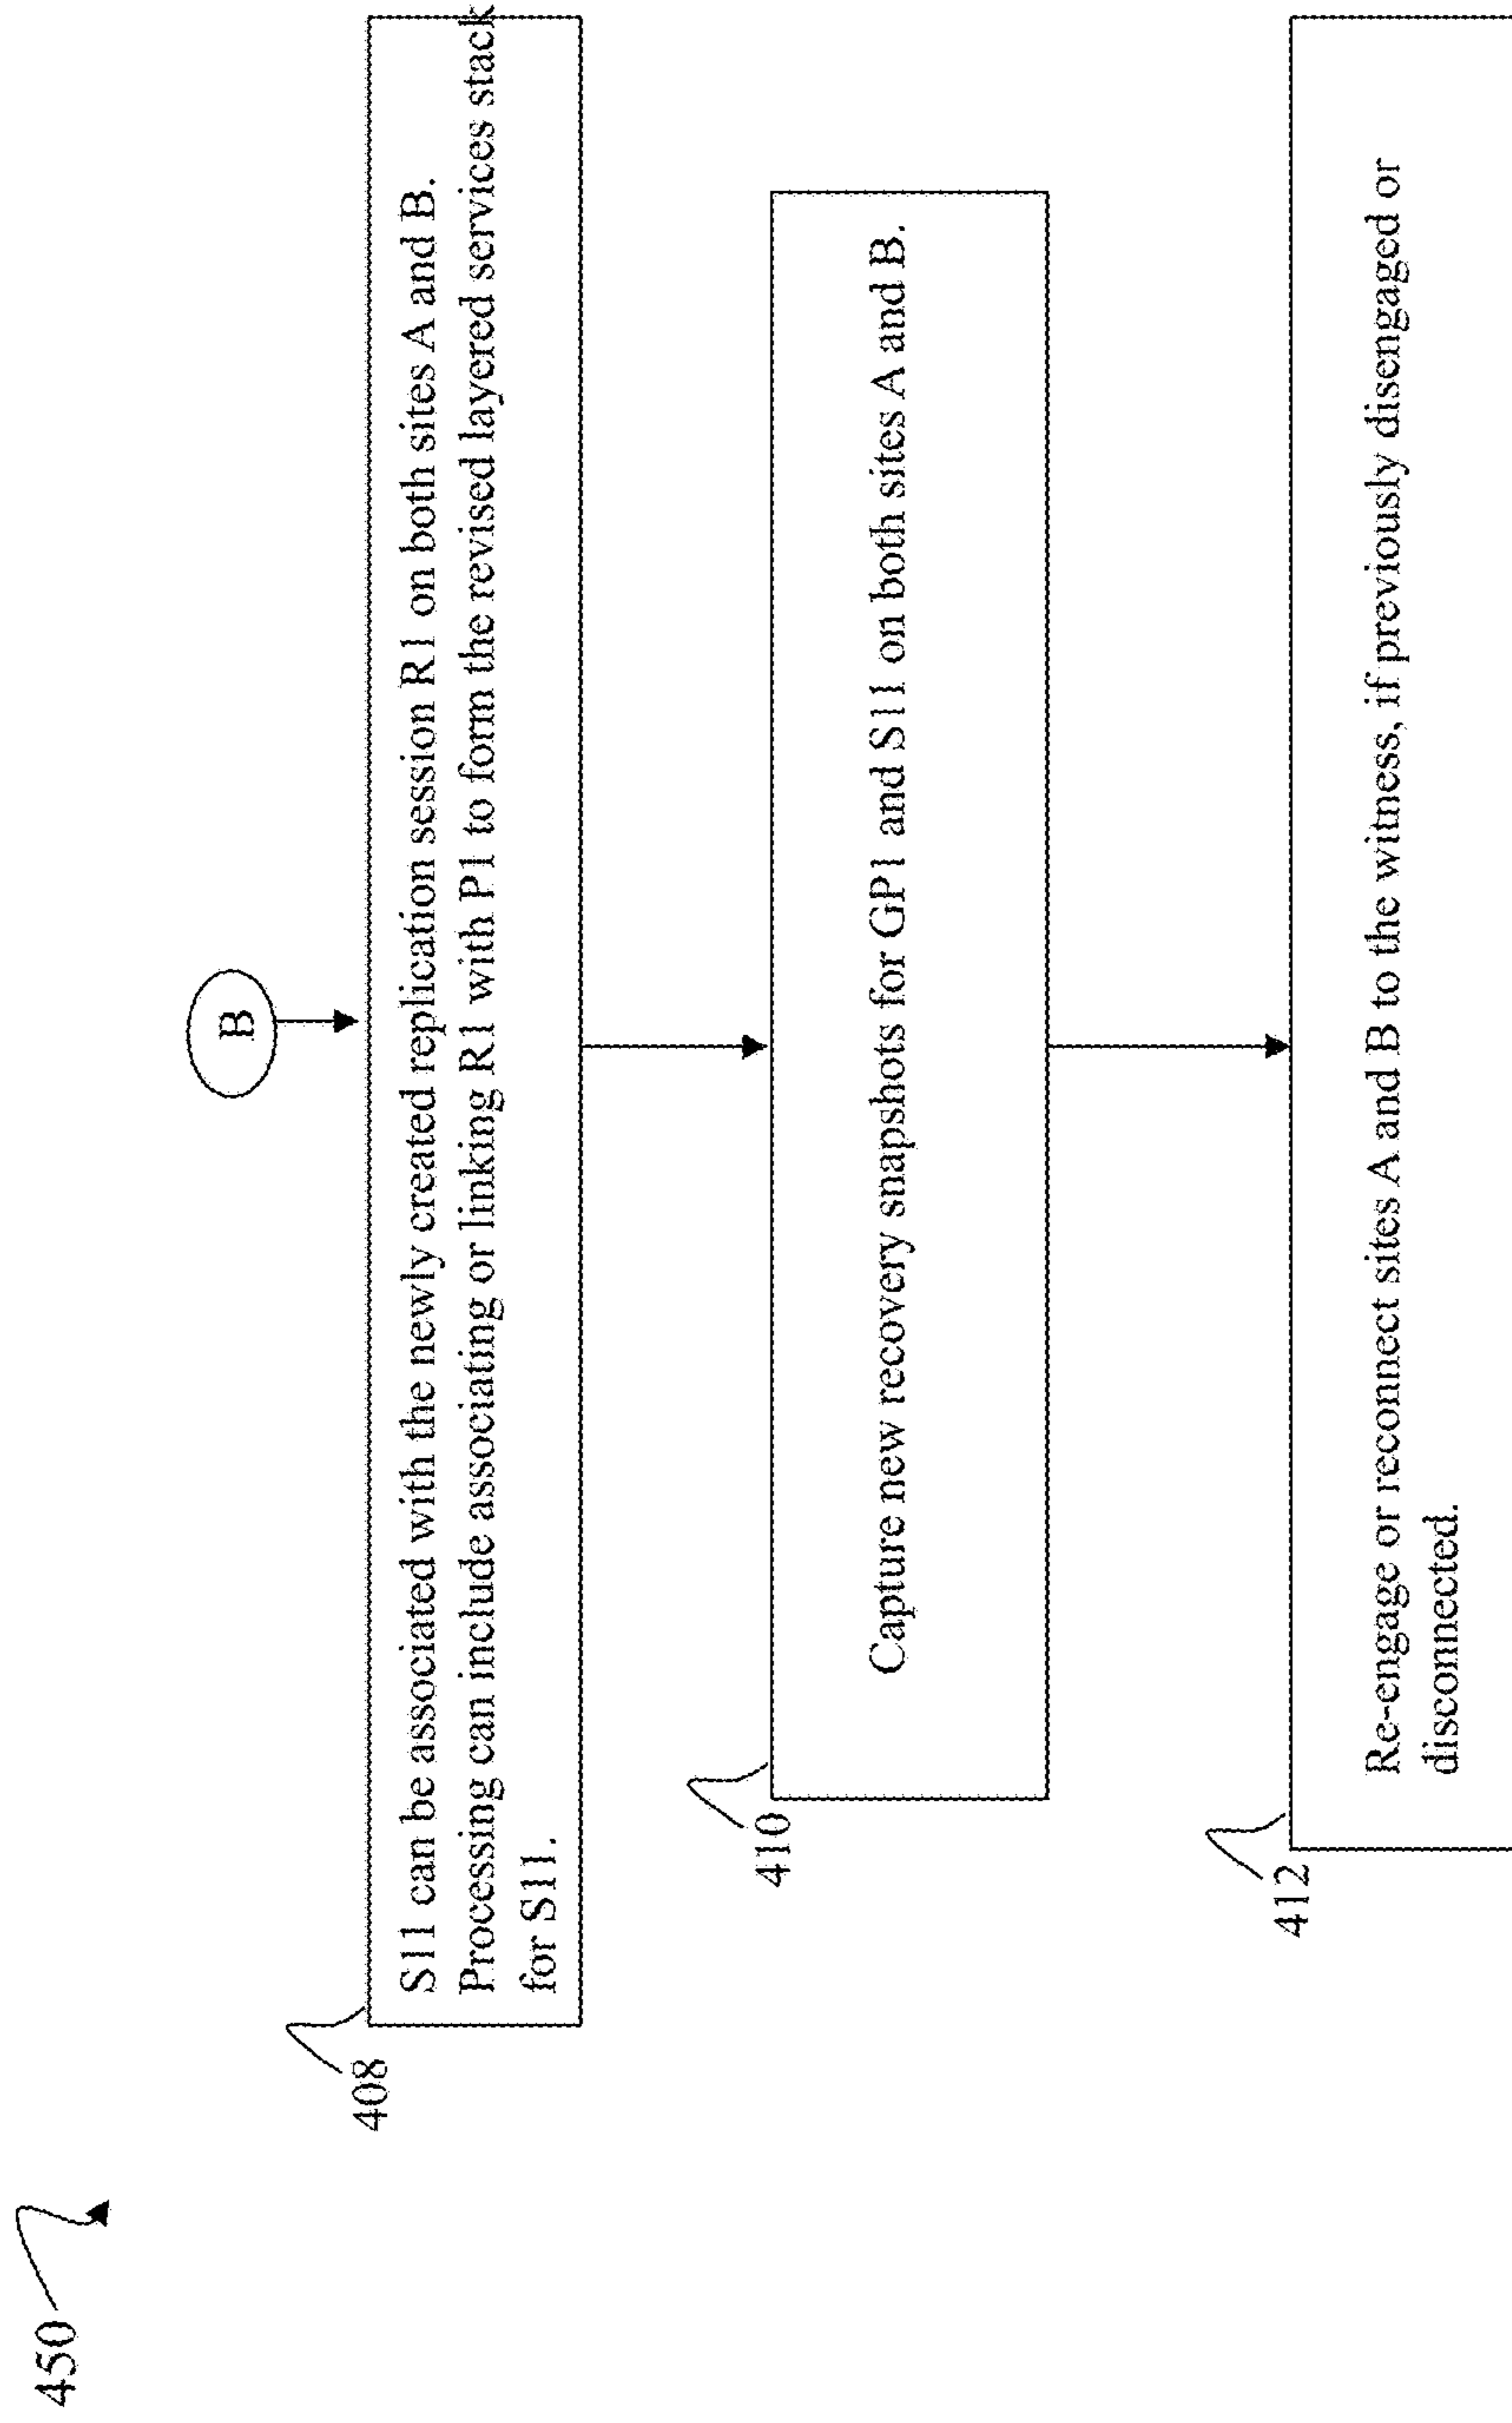 450
B
408
S11 can be associated with the newly created replication session R1 on both sites A and B.
Processing can include associating or linking R1 with P1 to form the revised layered services stack
for S11.
410
Capture new recovery snapshots for GP1 and S11 on both sites A and B.
412
Re-engage or reconnect sites A and B to the witness, if previously disengaged or
disconnected.